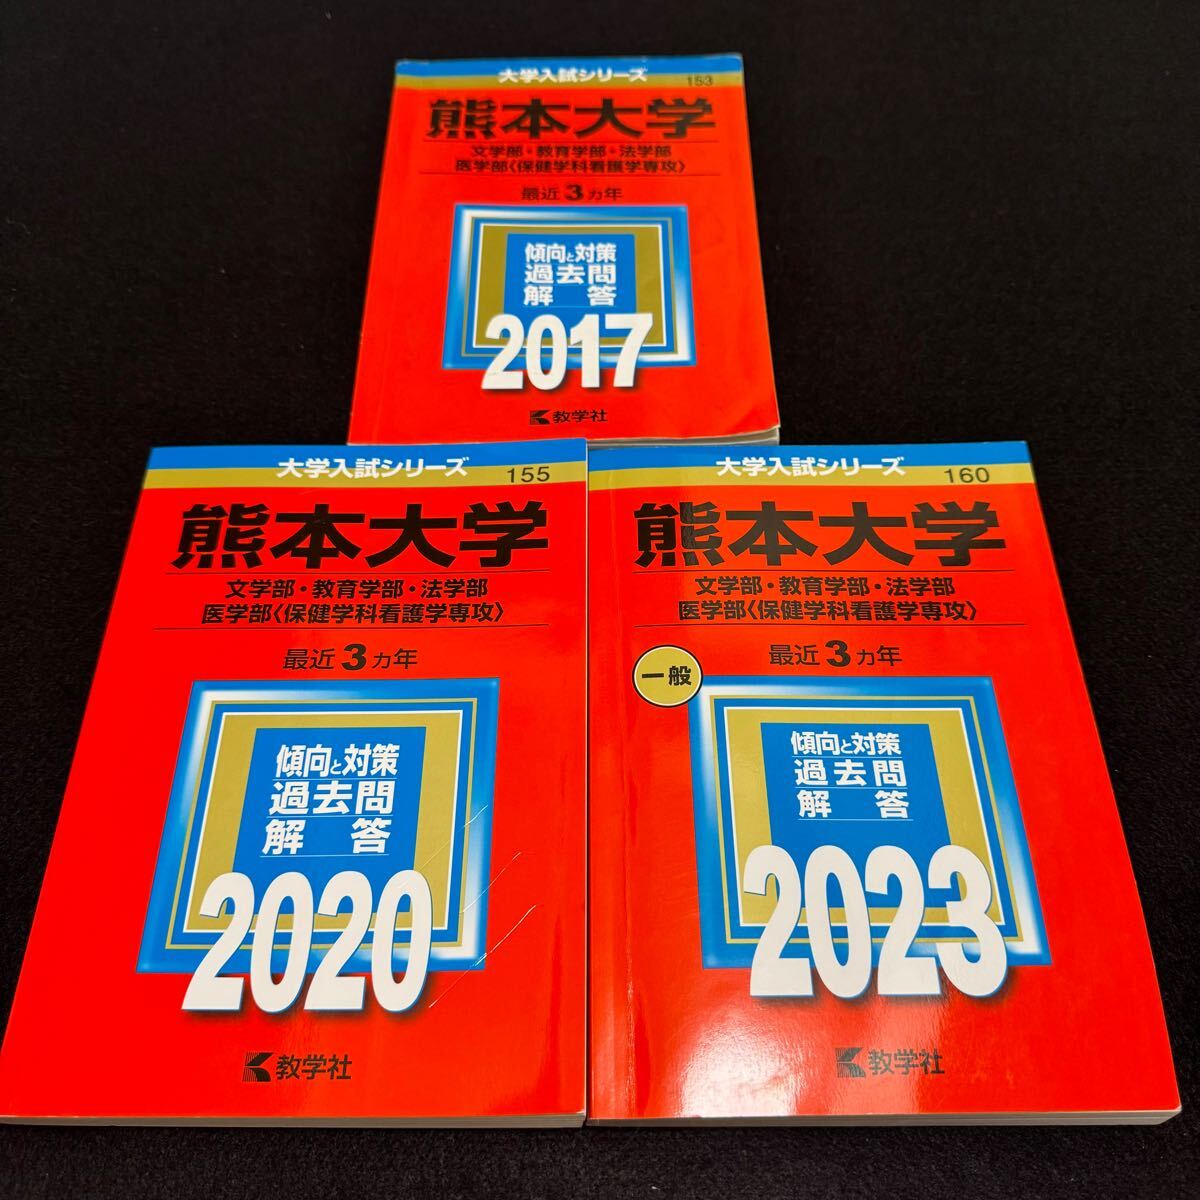 大学入試シリーズ
153
熊本大学
文学部・教育学部・法学部
医学部〈保健学科看護学専攻〉
最近3カ年
傾向と対策
過去問
解答
2017
教学社
大学入試シリーズ
155
熊本大学
文学部・教育学部・法学部
医学部〈保健学科看護学専攻〉
最近3カ年
傾向と対策
過去問
解答
2020
教学社
大学入試シリーズ
160
熊本大学
文学部・教育学部・法学部
医学部〈保健学科看護学専攻〉
一般
最近3カ年
傾向と対策
過去問
解答
2023
教学社